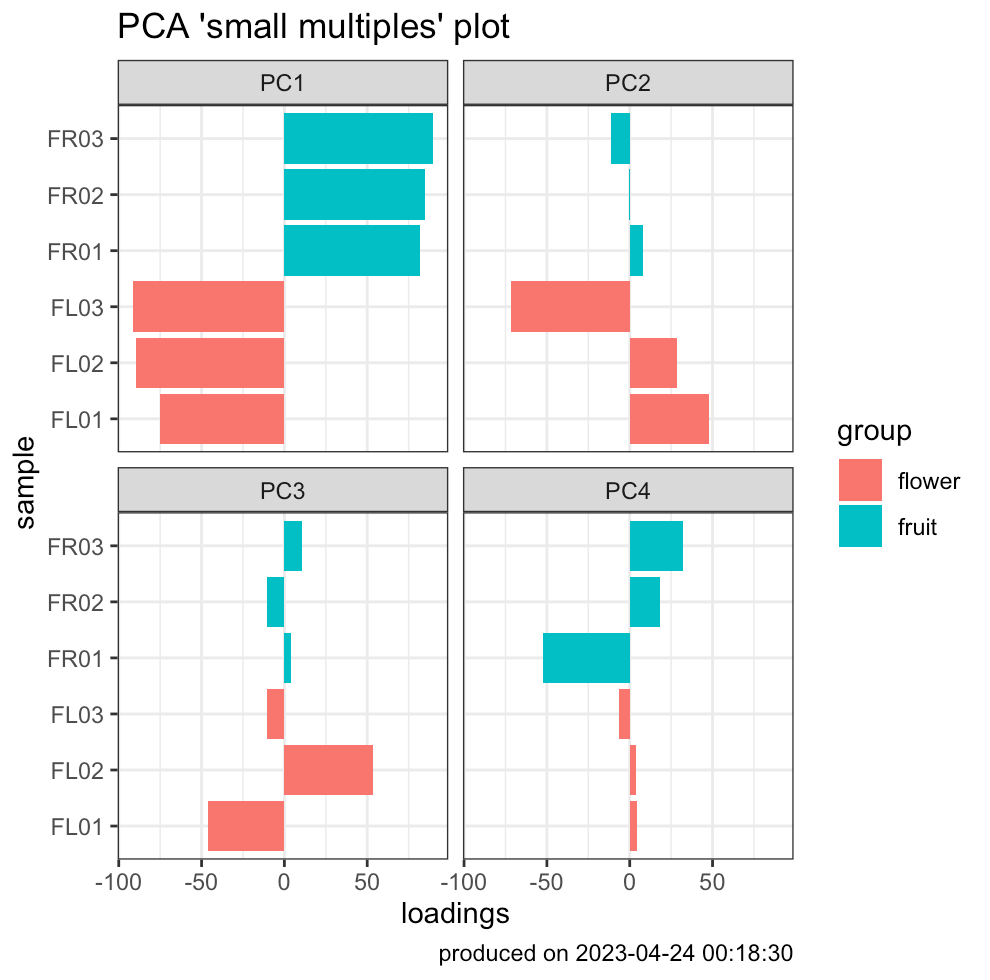 PCA 'small multiples' plot
PC1 PC2
FR03
FR02
FR01
FL03
FL02
FL01
PC3 PC4
FR03
FR02
FR01
FL03
FL02
FL01
sample
-100 -50 0 50 -100 -50 0 50
loadings
group
flower
fruit
produced on 2023-04-24 00:18:30